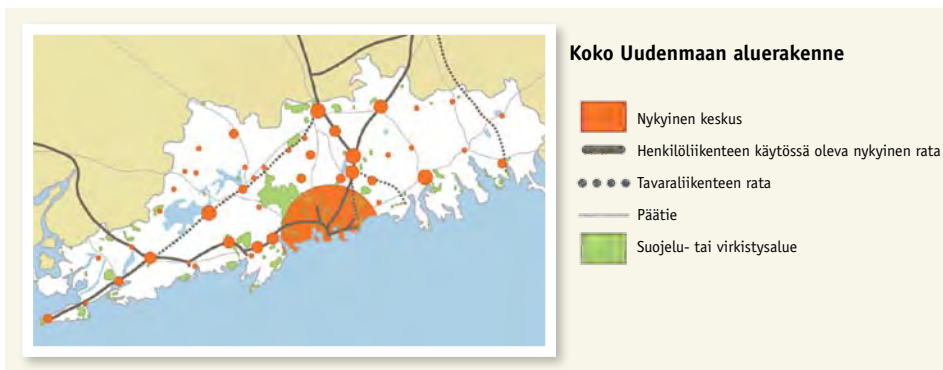 Koko Uudenmaan aluerakenne
Nykyinen keskus
Henkilöliikenteen käytössä oleva nykyinen rata
Tavaraliikenteen rata
Päätie
Suojelu- tai virkistysalue